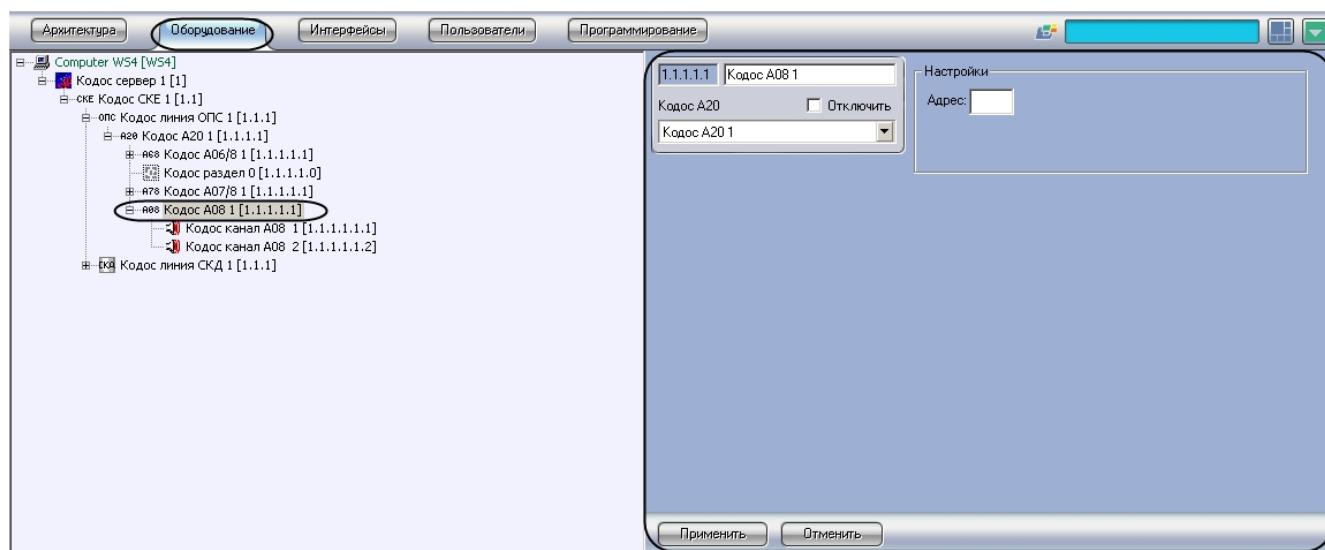 Архитектура Оборудование Интерфейсы Пользователи Программирование
Computer WS4 [WS4]
Кодос сервер 1 [1]
СКЕ Кодос СКЕ 1 [1.1]
опс Кодос линия ОПС 1 [1.1.1]
A20 Кодос А20 1 [1.1.1.1]
A68 Кодос А06/8 1 [1.1.1.1.1]
Кодос раздел 0 [1.1.1.1.0]
A78 Кодос А07/8 1 [1.1.1.1.1]
A08 Кодос А08 1 [1.1.1.1.1]
Кодос канал А08 1 [1.1.1.1.1.1]
Кодос канал А08 2 [1.1.1.1.1.2]
СКД Кодос линия СКД 1 [1.1.1]
1.1.1.1.1 Кодос А08 1
Кодос А20 Отключить
Кодос А20 1
Настройки
Адрес:
Применить Отменить